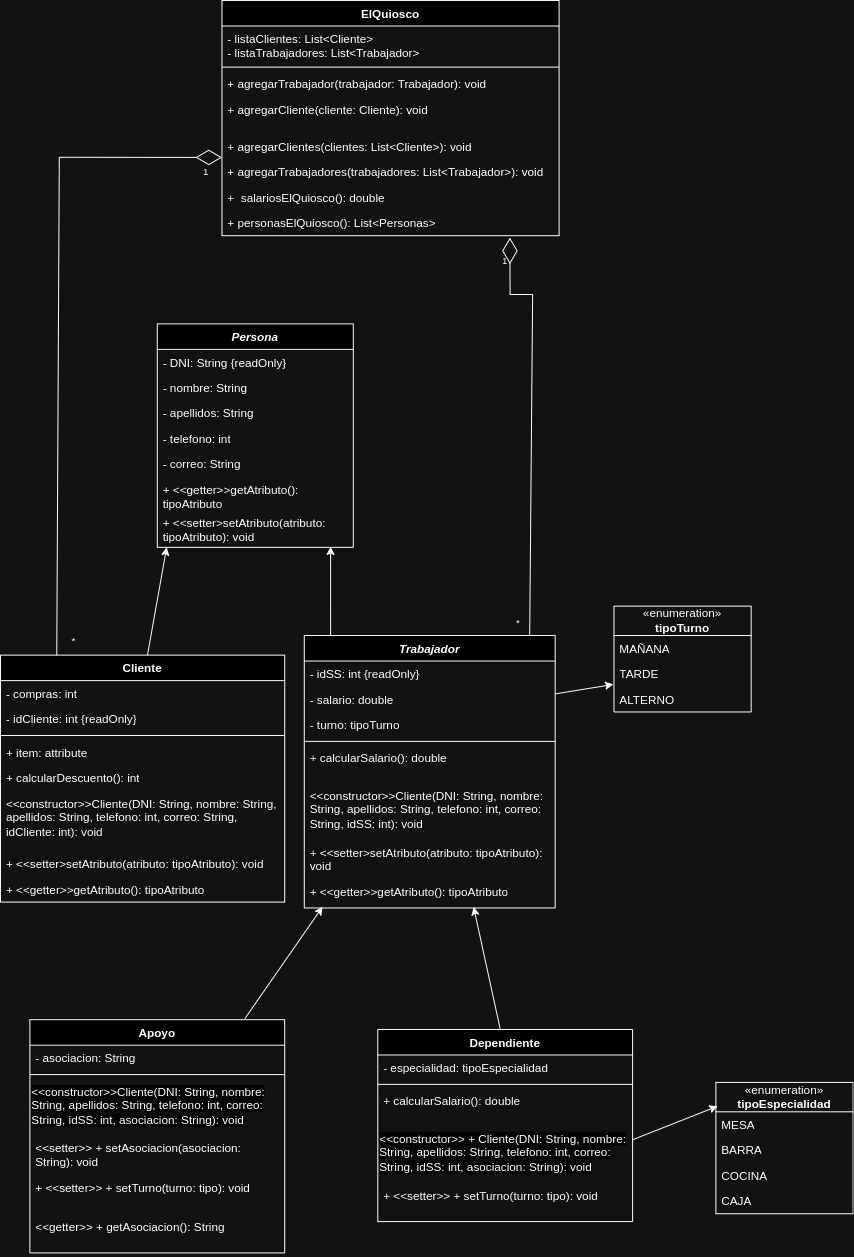 ElQuiosco
- listaClientes: List<Cliente>
- listaTrabajadores: List<Trabajador>
+ agregarTrabajador(trabajador: Trabajador): void
+ agregarCliente(cliente: Cliente): void
+ agregarClientes(clientes: List<Cliente>): void
+ agregarTrabajadores(trabajadores: List<Trabajador>): void
+  salariosElQuiosco(): double
+ personasElQuiosco(): List<Personas>
1
1
Persona
- DNI: String {readOnly}
- nombre: String
- apellidos: String
- telefono: int
- correo: String
+ <<getter>>getAtributo():
tipoAtributo
+ <<setter>setAtributo(atributo:
tipoAtributo): void
*
*
Cliente
- compras: int
- idCliente: int {readOnly}
+ item: attribute
+ calcularDescuento(): int
<<constructor>>Cliente(DNI: String, nombre: String,
apellidos: String, telefono: int, correo: String,
idCliente: int): void
+ <<setter>setAtributo(atributo: tipoAtributo): void
+ <<getter>>getAtributo(): tipoAtributo
Trabajador
- idSS: int {readOnly}
- salario: double
- turno: tipoTurno
+ calcularSalario(): double
<<constructor>>Cliente(DNI: String, nombre:
String, apellidos: String, telefono: int, correo:
String, idSS: int): void
+ <<setter>setAtributo(atributo: tipoAtributo):
void
+ <<getter>>getAtributo(): tipoAtributo
«enumeration»
tipoTurno
MAÑANA
TARDE
ALTERNO
Apoyo
- asociacion: String
<<constructor>>Cliente(DNI: String, nombre:
String, apellidos: String, telefono: int, correo:
String, idSS: int, asociacion: String): void
<<setter>> + setAsociacion(asociacion:
String): void
+ <<setter>> + setTurno(turno: tipo): void
<<getter>> + getAsociacion(): String
Dependiente
- especialidad: tipoEspecialidad
+ calcularSalario(): double
<<constructor>> + Cliente(DNI: String, nombre:
String, apellidos: String, telefono: int, correo:
String, idSS: int, asociacion: String): void
+ <<setter>> + setTurno(turno: tipo): void
«enumeration»
tipoEspecialidad
MESA
BARRA
COCINA
CAJA